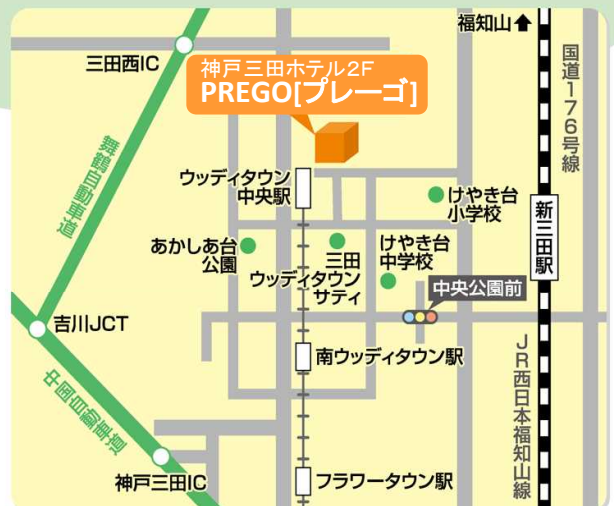 福知山
三田西IC
神戸三田ホテル2F
PREGO[プレーゴ]
国道176号線
舞鶴自動車道
ウッディタウン
中央駅
けやき台
小学校
新三田駅
あかしあ台
公園
三田
ウッディタウン
サティ
けやき台
中学校
中央公園前
吉川JCT
南ウッディタウン駅
JR西日本福知山線
中国自動車道
神戸三田IC
フラワータウン駅